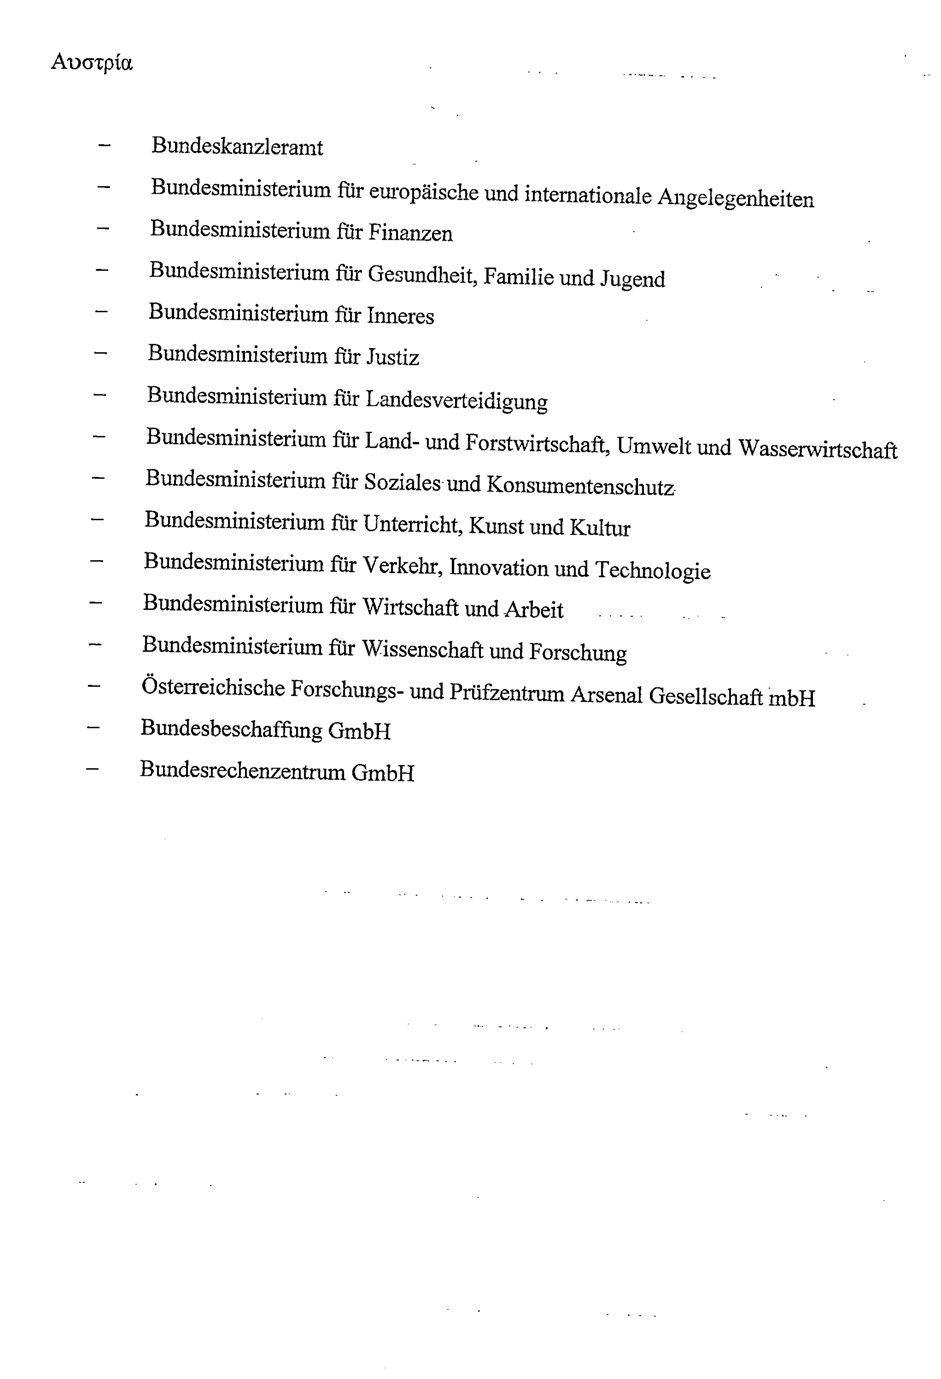 Αυστρία
– Bundeskanzleramt
– Bundesministerium für europäische und internationale Angelegenheiten
– Bundesministerium für Finanzen
– Bundesministerium für Gesundheit, Familie und Jugend
– Bundesministerium für Inneres
– Bundesministerium für Justiz
– Bundesministerium für Landesverteidigung
– Bundesministerium für Land- und Forstwirtschaft, Umwelt und Wasserwirtschaft
– Bundesministerium für Soziales und Konsumentenschutz
– Bundesministerium für Unterricht, Kunst und Kultur
– Bundesministerium für Verkehr, Innovation und Technologie
– Bundesministerium für Wirtschaft und Arbeit
– Bundesministerium für Wissenschaft und Forschung
– Österreichische Forschungs- und Prüfzentrum Arsenal Gesellschaft mbH
– Bundesbeschaffung GmbH
– Bundesrechenzentrum GmbH